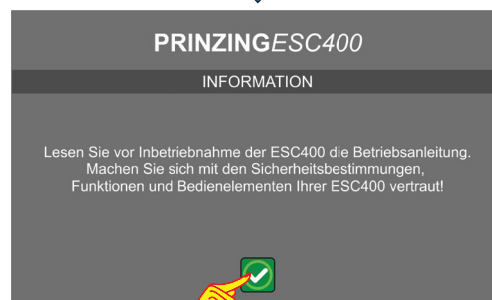 PRINZINGESC400
INFORMATION
Lesen Sie vor Inbetriebnahme der ESC400 die Betriebsanleitung.
Machen Sie sich mit den Sicherheitsbestimmungen,
Funktionen und Bedienelementen Ihrer ESC400 vertraut!